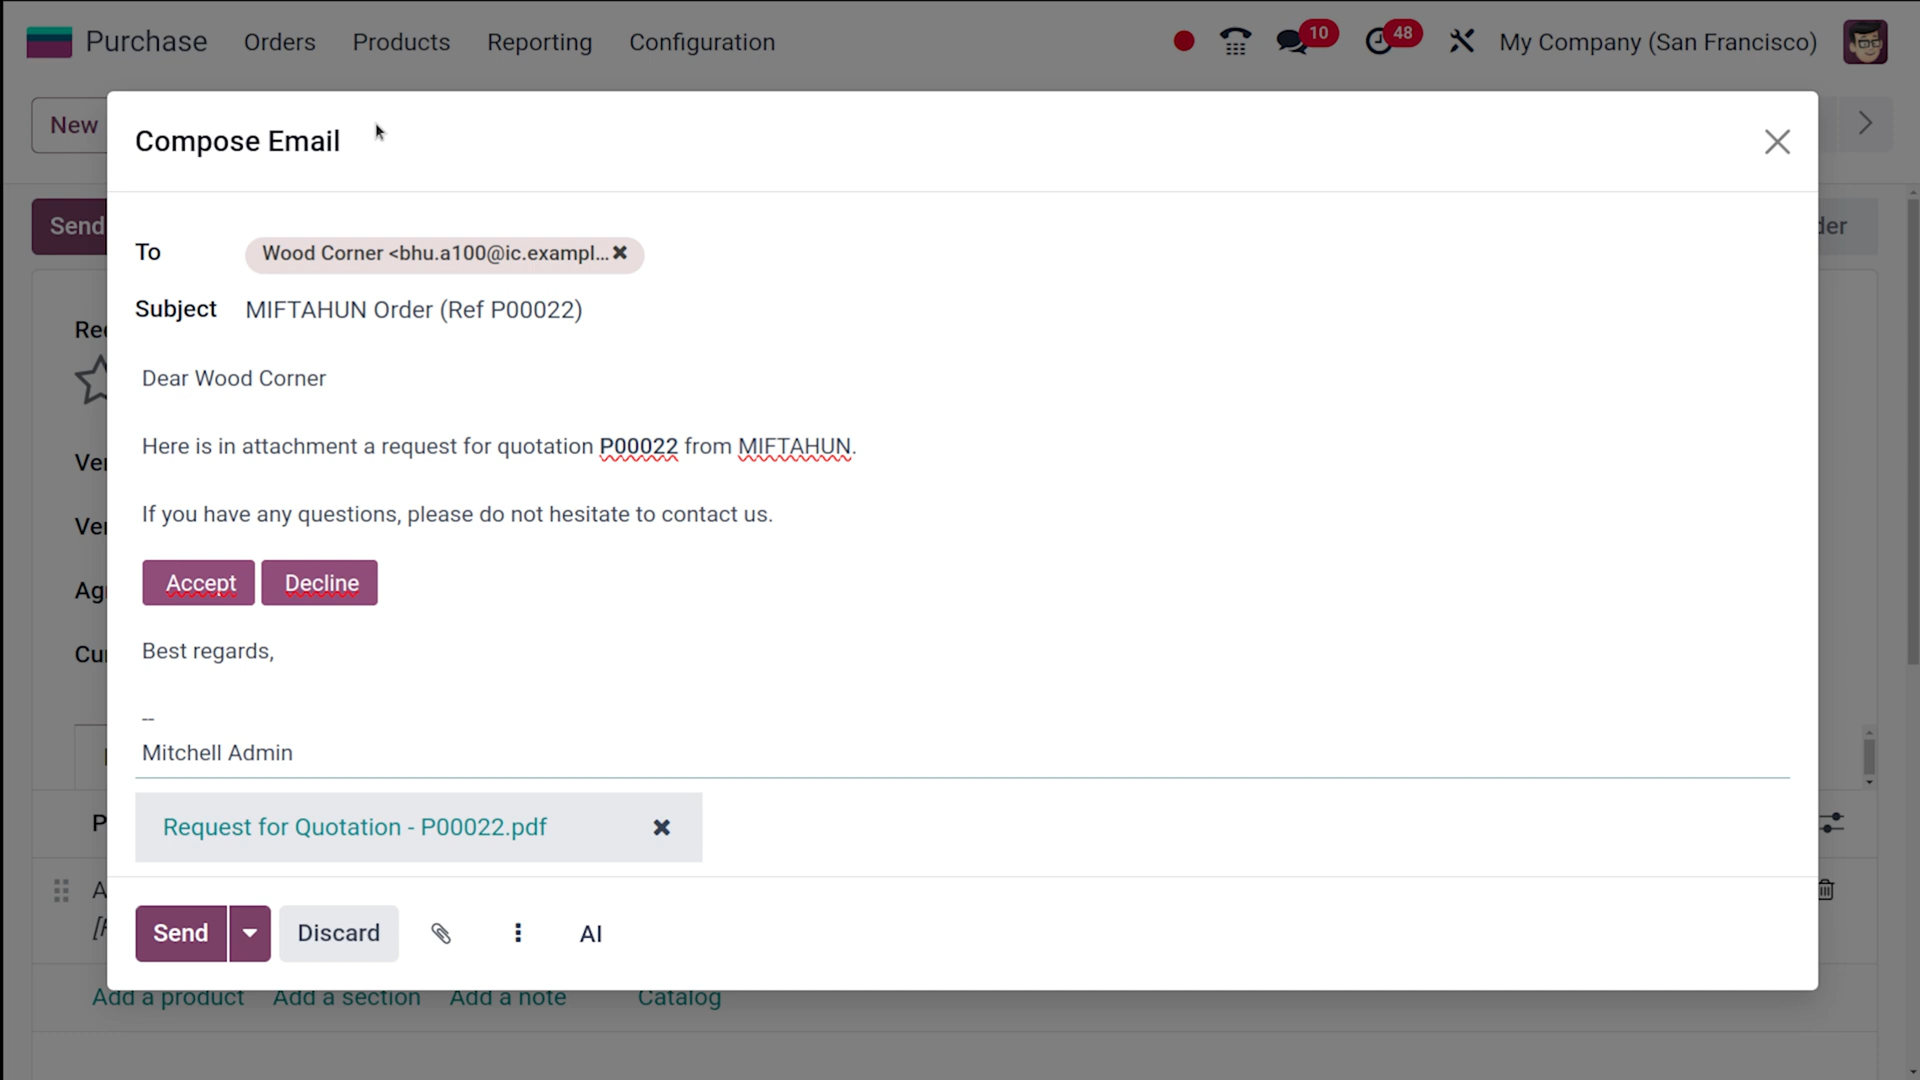 Purchase Orders Products Reporting Configuration 10 48 My Company (San Francisco)
New
Compose Email
Send
To Wood Corner <bhu.a100@ic.exampl...
Subject MIFTAHUN Order (Ref P00022)
Dear Wood Corner
Here is in attachment a request for quotation P00022 from MIFTAHUN.
If you have any questions, please do not hesitate to contact us.
Accept Decline
Best regards,
--
Mitchell Admin
Request for Quotation - P00022.pdf
Send Discard AI
Add a product Add a section Add a note Catalog